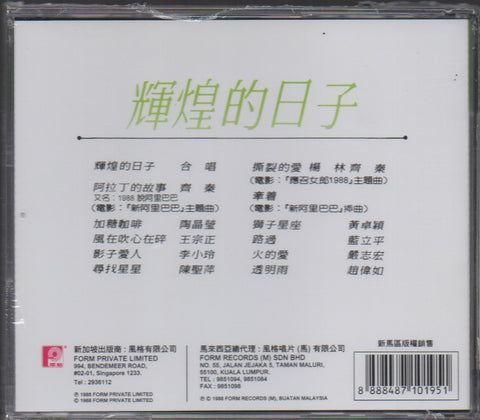 輝煌的日子
輝煌的日子 合唱
阿拉丁的故事 齊秦
又名：1988 說阿里巴巴
(電影：『新阿里巴巴』主題曲)
加糖咖啡 陶晶瑩
風在吹心在碎 王宗正
影子愛人 李小玲
尋找星星 陳聖萍
撕裂的愛 楊林 齊秦
(電影：『應召女郎1988』主題曲)
牽着
(電影：『新阿里巴巴』揷曲)
獅子星座 黃卓穎
路過 藍立平
火的愛 嚴志宏
透明雨 趙偉如
新加坡出版商：風格有限公司
FORM PRIVATE LIMITED
994, BENDEMEER ROAD,
#02-01, Singapore 1233.
Tel : 2936112
Ⓟ 1988 FORM PRIVATE LIMITED
© 1988 FORM PRIVATE LIMITED
馬來西亞總代理：風格唱片 (馬) 有限公司
FORM RECORDS (M) SDN BHD
NO. 55, JALAN JEJAKA 5, TAMAN MALURI,
55100, KUALA LUMPUR.
TEL : 9851094, 9851084
FAX : 9851098
Ⓟ © 1988 FORM RECORDS (M), BUATAN MALAYSIA
新馬區版權銷售
8 888487 101951